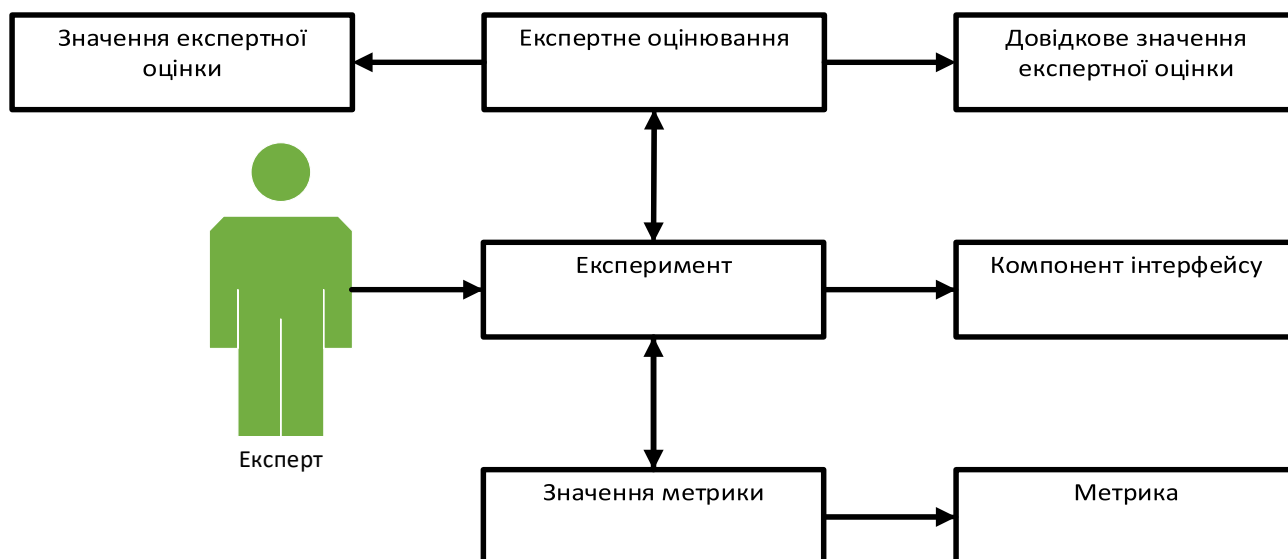 Значення експертної
оцінки
Експертне оцінювання
Довідкове значення
експертної оцінки
Експеримент
Компонент інтерфейсу
Експерт
Значення метрики
Метрика